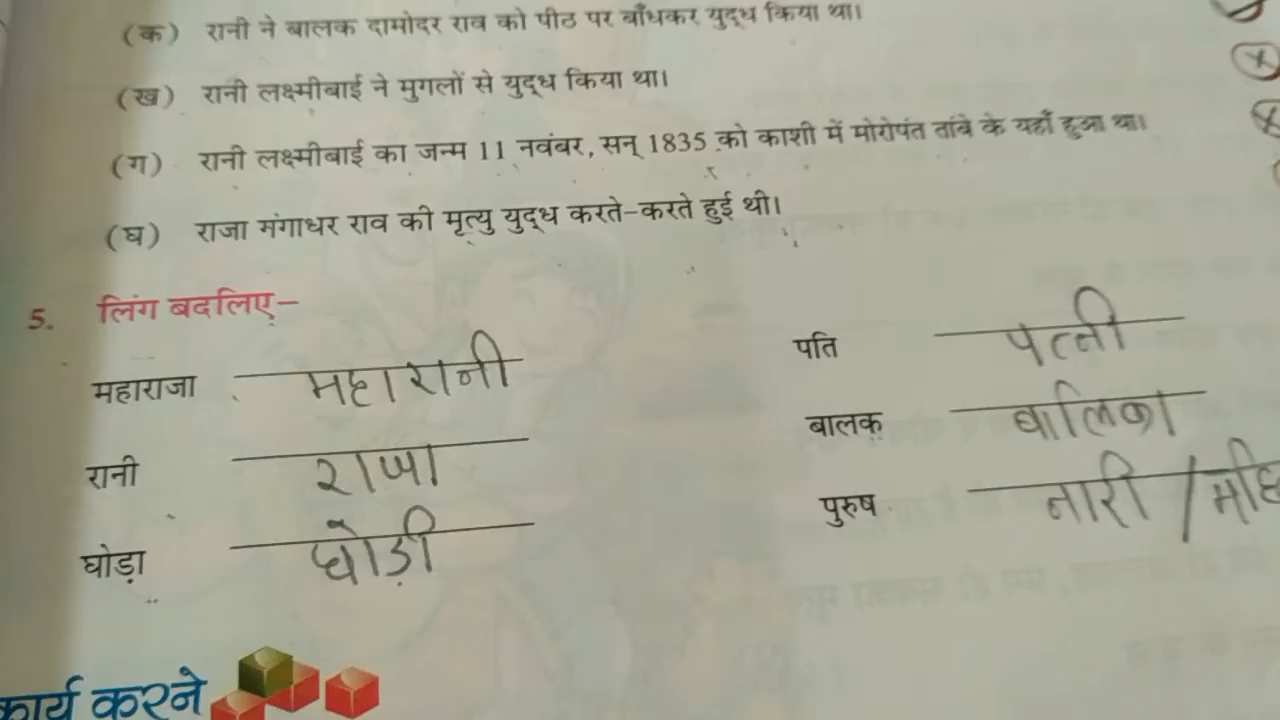 (क) रानी ने बालक दामोदर राव को पीठ पर बाँधकर युद्ध किया था।
(ख) रानी लक्ष्मीबाई ने मुगलों से युद्ध किया था।
(ग) रानी लक्ष्मीबाई का जन्म 11 नवंबर, सन् 1835 को काशी में मोरोपंत तांबे के यहाँ हुआ था।
(घ) राजा गंगाधर राव की मृत्यु युद्ध करते-करते हुई थी।
5. लिंग बदलिए-
महाराजा महारानी
पति पत्नी
रानी राजा
बालक बालिका
घोड़ा घोड़ी
पुरुष नारी /
कार्य करने